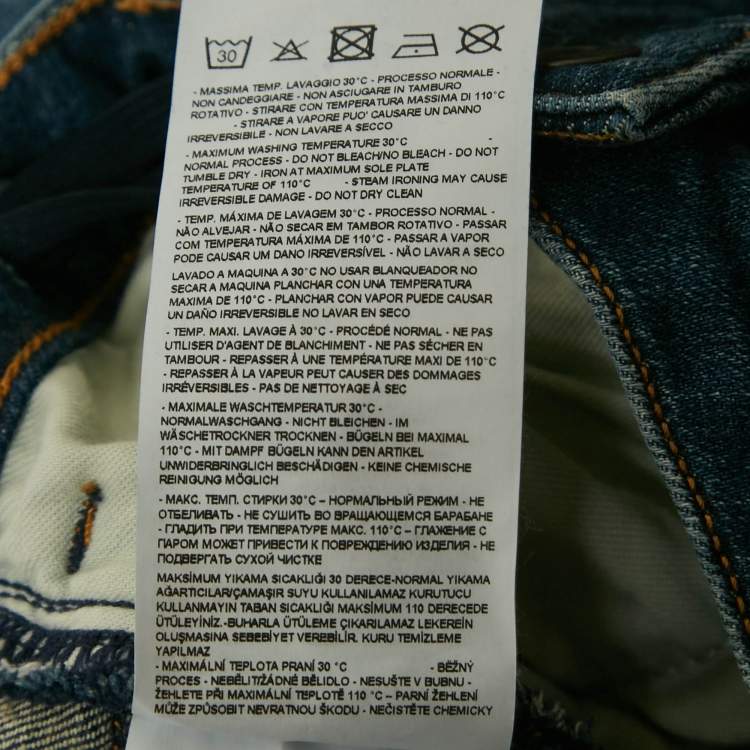 30
- MASSIMA TEMP. LAVAGGIO 30°C - PROCESSO NORMALE -
NON CANDEGGIARE - NON ASCIUGARE IN TAMBURO
ROTATIVO - STIRARE CON TEMPERATURA MASSIMA DI 110°C
- STIRARE A VAPORE PUO' CAUSARE UN DANNO
IRREVERSIBILE - NON LAVARE A SECCO
- MAXIMUM WASHING TEMPERATURE 30°C -
NORMAL PROCESS - DO NOT BLEACH/NO BLEACH - DO NOT
TUMBLE DRY - IRON AT MAXIMUM SOLE PLATE
TEMPERATURE OF 110°C - STEAM IRONING MAY CAUSE
IRREVERSIBLE DAMAGE - DO NOT DRY CLEAN
- TEMP. MÁXIMA DE LAVAGEM 30°C - PROCESSO NORMAL -
NÃO ALVEJAR - NÃO SECAR EM TAMBOR ROTATIVO - PASSAR
COM TEMPERATURA MÁXIMA DE 110°C - PASSAR A VAPOR
PODE CAUSAR UM DANO IRREVERSÍVEL - NÃO LAVAR A SECO
LAVADO A MAQUINA A 30°C NO USAR BLANQUEADOR NO
SECAR A MAQUINA PLANCHAR CON UNA TEMPERATURA
MAXIMA DE 110°C - PLANCHAR CON VAPOR PUEDE CAUSAR
UN DAÑO IRREVERSIBLE NO LAVAR EN SECO
- TEMP. MAXI. LAVAGE À 30°C - PROCÉDÉ NORMAL - NE PAS
UTILISER D'AGENT DE BLANCHIMENT - NE PAS SÉCHER EN
TAMBOUR - REPASSER À UNE TEMPÉRATURE MAXI DE 110°C
- REPASSER À LA VAPEUR PEUT CAUSER DES DOMMAGES
IRRÉVERSIBLES - PAS DE NETTOYAGE À SEC
- MAXIMALE WASCHTEMPERATUR 30°C -
NORMALWASCHGANG - NICHT BLEICHEN - IM
WÄSCHETROCKNER TROCKNEN - BÜGELN BEI MAXIMAL
110°C - MIT DAMPF BÜGELN KANN DEN ARTIKEL
UNWIDERBRINGLICH BESCHÄDIGEN - KEINE CHEMISCHE
REINIGUNG MÖGLICH
- МАКС. ТЕМП. СТИРКИ 30°С – НОРМАЛЬНЫЙ РЕЖИМ - НЕ
ОТБЕЛИВАТЬ - НЕ СУШИТЬ ВО ВРАЩАЮЩЕМСЯ БАРАБАНЕ
- ГЛАДИТЬ ПРИ ТЕМПЕРАТУРЕ МАКС. 110°С – ГЛАЖЕНИЕ С
ПАРОМ МОЖЕТ ПРИВЕСТИ К ПОВРЕЖДЕНИЮ ИЗДЕЛИЯ - НЕ
ПОДВЕРГАТЬ СУХОЙ ЧИСТКЕ
MAKSİMUM YIKAMA SICAKLIĞI 30 DERECE-NORMAL YIKAMA
AĞARTICILAR/ÇAMAŞIR SUYU KULLANILAMAZ KURUTUCU
KULLANMAYIN TABAN SICAKLIĞI MAKSİMUM 110 DERECEDE
ÜTÜLEYİNİZ.-BUHARLA ÜTÜLEME ÇIKARILAMAZ LEKEREİN
OLUŞMASINA SEBEBİYET VEREBİLİR. KURU TEMİZLEME
YAPILMAZ
- MAXIMÁLNÍ TEPLOTA PRANÍ 30 °C - BĚŽNÝ
PROCES - NEBĚLIT/ŽÁDNÉ BĚLIDLO - NESUŠTE V BUBNU -
ŽEHLETE PŘI MAXIMÁLNÍ TEPLOTĚ 110 °C – PARNÍ ŽEHLENÍ
MŮŽE ZPŮSOBIT NEVRATNOU ŠKODU - NEČISTĚTE CHEMICKY